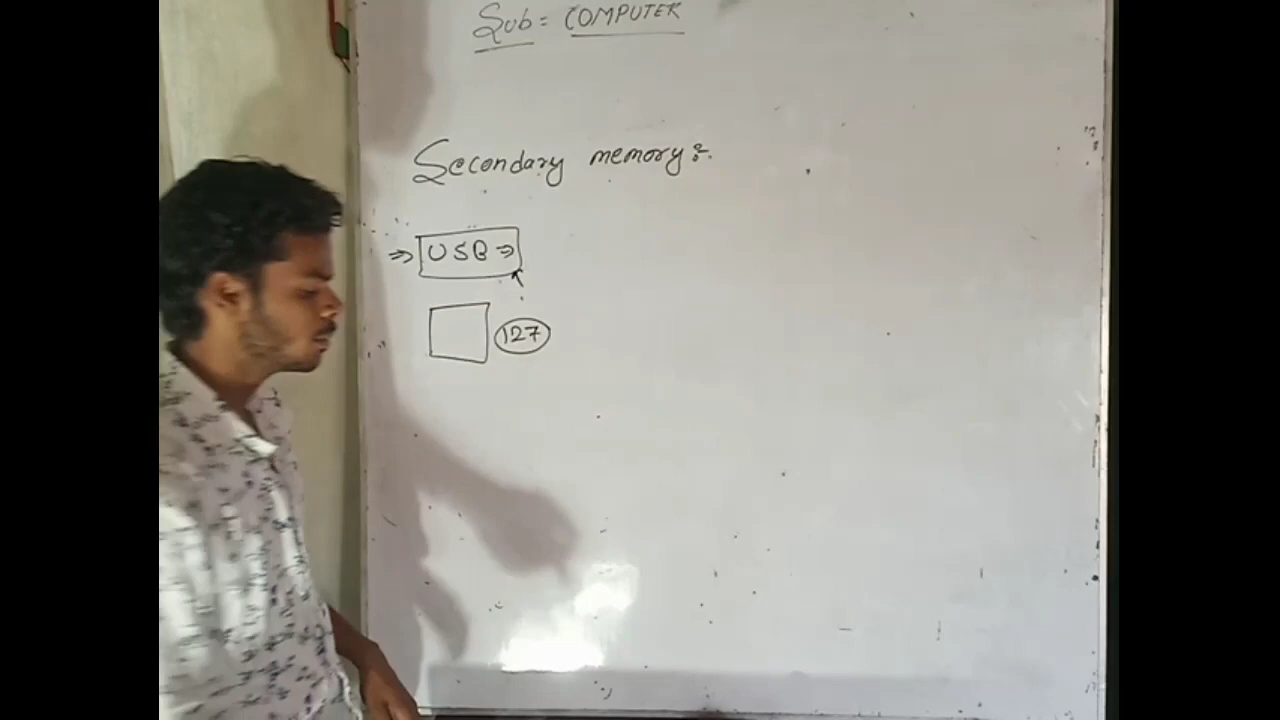 Sub = COMPUTER
Secondary memory :-
⇒ USB ⇒
127